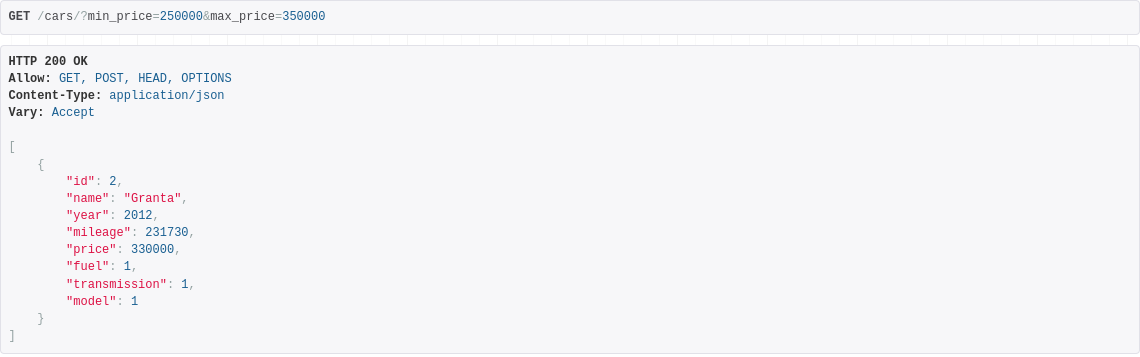 GET /cars/?min_price=250000&max_price=350000
HTTP 200 OK
Allow: GET, POST, HEAD, OPTIONS
Content-Type: application/json
Vary: Accept
[
    {
        "id": 2,
        "name": "Granta",
        "year": 2012,
        "mileage": 231730,
        "price": 330000,
        "fuel": 1,
        "transmission": 1,
        "model": 1
    }
]